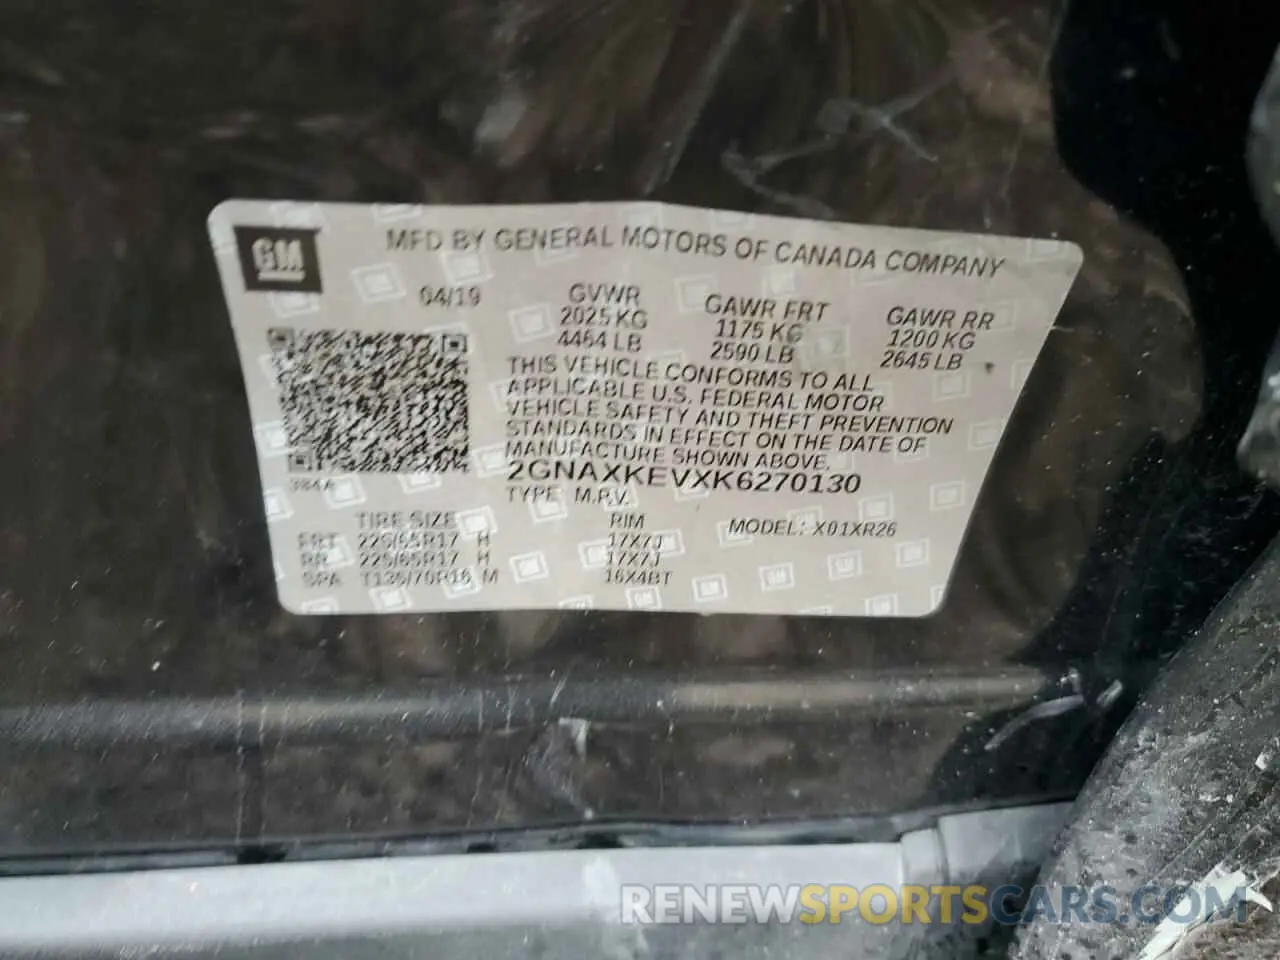 GM
MFD BY GENERAL MOTORS OF CANADA COMPANY
04/19
GVWR
2025 KG
4464 LB
GAWR FRT
1175 KG
2590 LB
GAWR RR
1200 KG
2645 LB
THIS VEHICLE CONFORMS TO ALL
APPLICABLE U.S. FEDERAL MOTOR
VEHICLE SAFETY AND THEFT PREVENTION
STANDARDS IN EFFECT ON THE DATE OF
MANUFACTURE SHOWN ABOVE.
2GNAXKEVXK6270130
TYPE M.P.V.
384A
TIRE SIZE RIM MODEL: X01XR26
FRT 225/65R17 H 17X7J
RR 225/65R17 H 17X7J
SPA T135/70R16 M 16X4BT
RENEWSPORTSCARS.COM